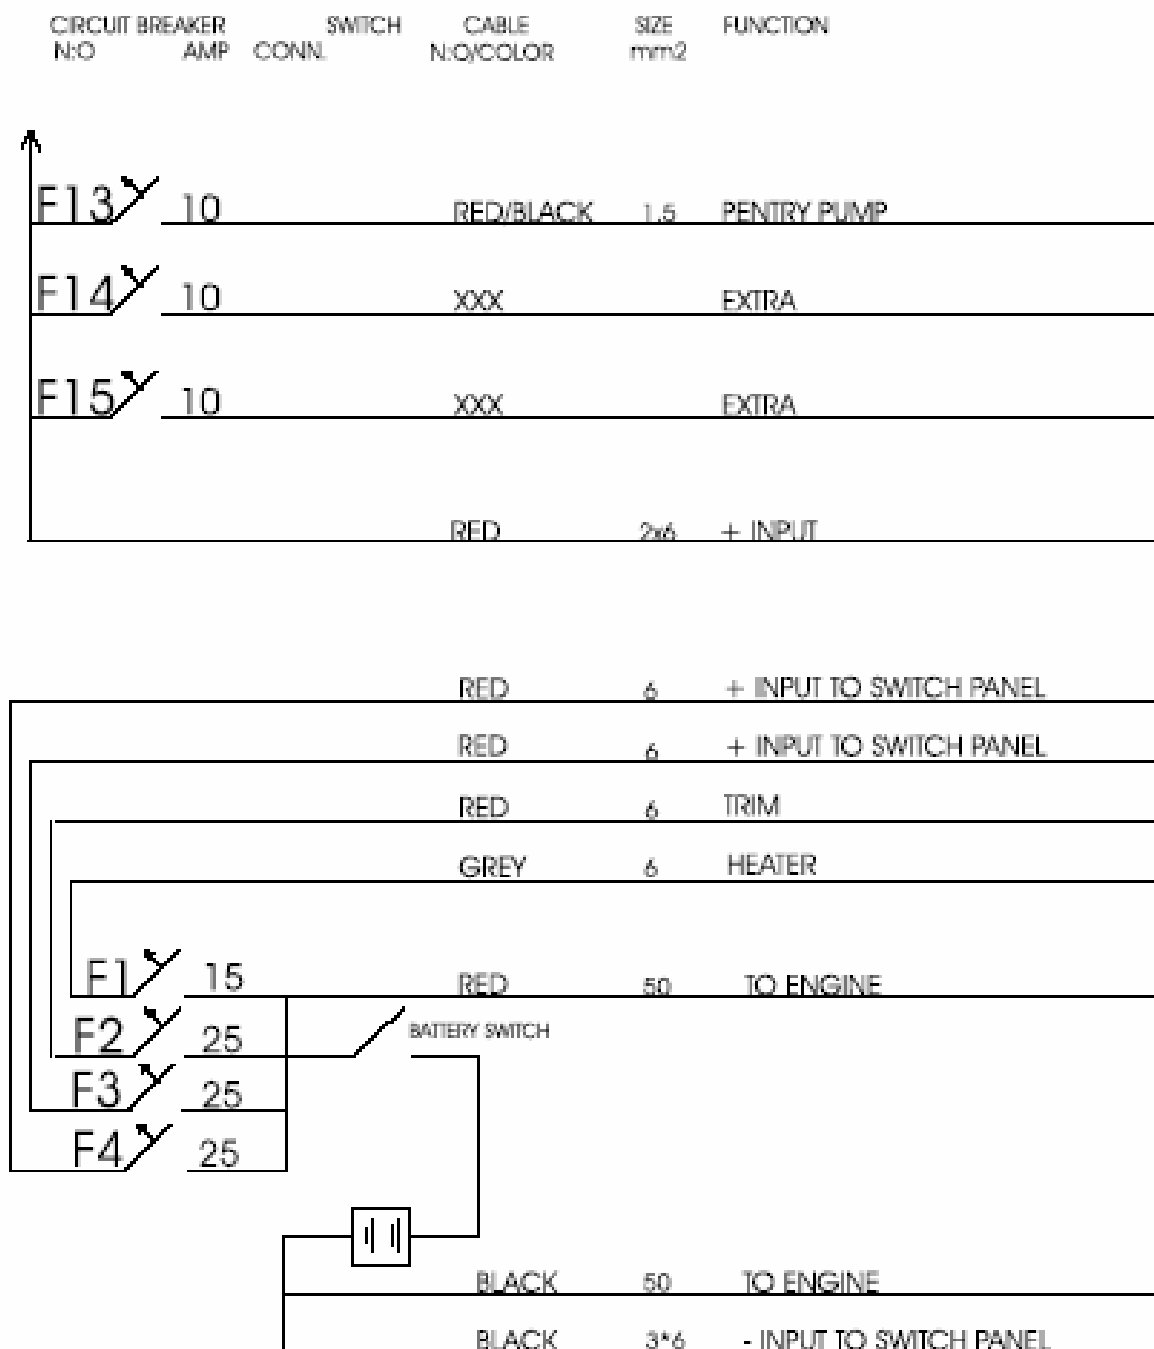 CIRCUIT BREAKER SWITCH CABLE SIZE FUNCTION
N:O AMP CONN. N:O/COLOR mm2
F13 10 RED/BLACK 1.5 PENTRY PUMP
F14 10 XXX EXTRA
F15 10 XXX EXTRA
RED 2x6 + INPUT
RED 6 + INPUT TO SWITCH PANEL
RED 6 + INPUT TO SWITCH PANEL
RED 6 TRIM
GREY 6 HEATER
F1 15 RED 50 TO ENGINE
F2 25 BATTERY SWITCH
F3 25
F4 25
BLACK 50 TO ENGINE
BLACK 3*6 - INPUT TO SWITCH PANEL